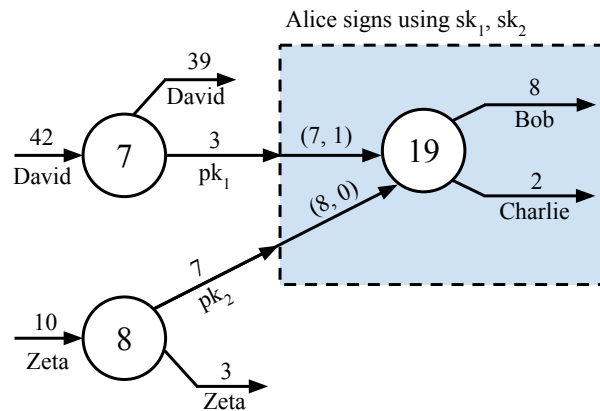 Alice signs using sk₁, sk₂
39
David
42
David
7
3
pk₁
(7, 1)
19
8
Bob
2
Charlie
(8, 0)
7
pk₂
10
Zeta
8
3
Zeta